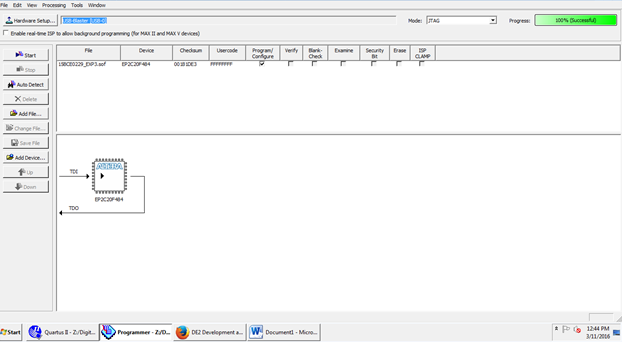 File Edit View Processing Tools Window
Hardware Setup... USB-Blaster [USB-0] Mode: JTAG Progress: 100% (Successful)
Enable real-time ISP to allow background programming (for MAX II and MAX V devices)
File Device Checksum Usercode Program/ Configure Verify Blank- Check Examine Security Bit Erase ISP CLAMP
15BCE0229_EXP3.sof EP2C20F484 001B1DE3 FFFFFFFF
Start
Stop
Auto Detect
Delete
Add File...
Change File...
Save File
Add Device...
Up
Down
TDI
ALTERA
EP2C20F484
TDO
Start Quartus II - Z:/Digit... Programmer - Z:/D... DE2 Development a... Document1 - Micro... 12:44 PM
3/11/2016